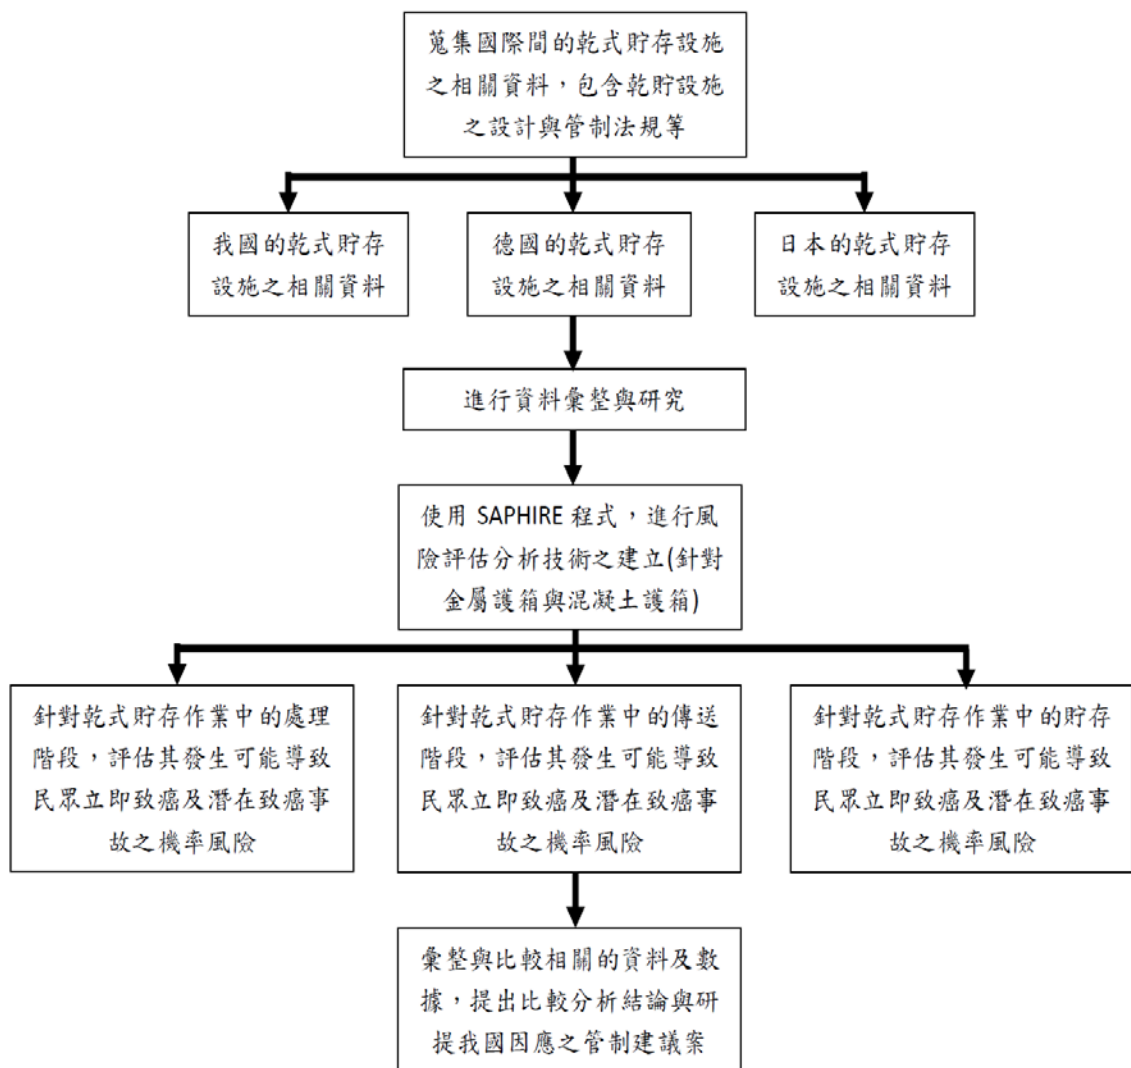 蒐集國際間的乾式貯存設施
之相關資料，包含乾貯設施
之設計與管制法規等
我國的乾式貯存
設施之相關資料
德國的乾式貯存
設施之相關資料
日本的乾式貯存
設施之相關資料
進行資料彙整與研究
使用 SAPHIRE 程式，進行風
險評估分析技術之建立(針對
金屬護箱與混凝土護箱)
針對乾式貯存作業中的處理
階段，評估其發生可能導致
民眾立即致癌及潛在致癌事
故之機率風險
針對乾式貯存作業中的傳送
階段，評估其發生可能導致
民眾立即致癌及潛在致癌事
故之機率風險
針對乾式貯存作業中的貯存
階段，評估其發生可能導致
民眾立即致癌及潛在致癌事
故之機率風險
彙整與比較相關的資料及數
據，提出比較分析結論與研
提我國因應之管制建議案